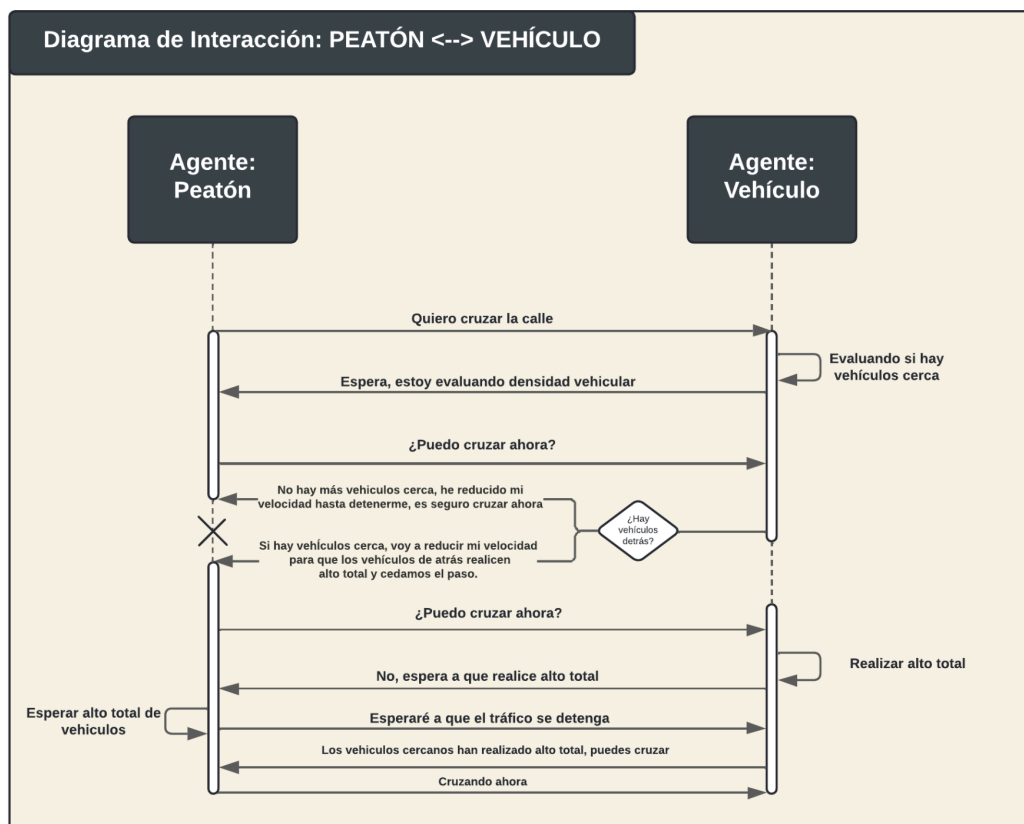 Diagrama de Interacción: PEATÓN <--> VEHÍCULO
Agente:
Peatón
Agente:
Vehículo
Quiero cruzar la calle
Evaluando si hay
vehículos cerca
Espera, estoy evaluando densidad vehicular
¿Puedo cruzar ahora?
No hay más vehiculos cerca, he reducido mi
velocidad hasta detenerme, es seguro cruzar ahora
¿Hay
vehículos
detrás?
Si hay vehÍculos cerca, voy a reducir mi velocidad
para que los vehículos de atrás realicen
alto total y cedamos el paso.
¿Puedo cruzar ahora?
Realizar alto total
No, espera a que realice alto total
Esperar alto total de
vehiculos
Esperaré a que el tráfico se detenga
Los vehiculos cercanos han realizado alto total, puedes cruzar
Cruzando ahora